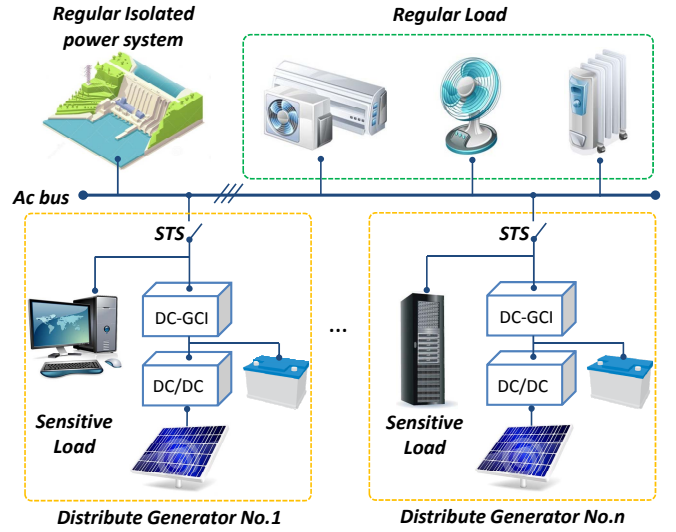 Regular Isolated
power system
Regular Load
Ac bus
STS
STS
DC-GCI
DC-GCI
...
DC/DC
DC/DC
Sensitive
Load
Sensitive
Load
Distribute Generator No.1
Distribute Generator No.n